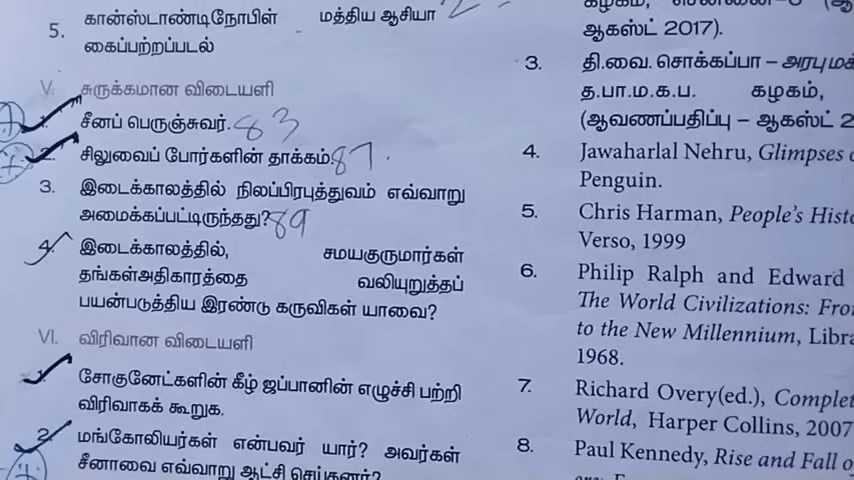 5. கான்ஸ்டாண்டிநோபிள் மத்திய ஆசியா
கைப்பற்றப்படல்
V. சுருக்கமான விடையளி
1. சீனப் பெருஞ்சுவர். 83
2. சிலுவைப் போர்களின் தாக்கம். 87.
3. இடைக்காலத்தில் நிலப்பிரபுத்துவம் எவ்வாறு
அமைக்கப்பட்டிருந்தது? 89
4. இடைக்காலத்தில், சமயகுருமார்கள்
தங்கள்அதிகாரத்தை வலியுறுத்தப்
பயன்படுத்திய இரண்டு கருவிகள் யாவை?
VI. விரிவான விடையளி
1. சோகுனேட்களின் கீழ் ஜப்பானின் எழுச்சி பற்றி
விரிவாகக் கூறுக.
2. மங்கோலியர்கள் என்பவர் யார்? அவர்கள்
சீனாவை எவ்வாறு ஆட்சி செய்தனர்?
ஆகஸ்ட் 2017).
3. தி.வை. சொக்கப்பா – அரபு
த.பா.ம.க.ப. கழகம்,
(ஆவணப்பதிப்பு – ஆகஸ்ட் 2
4. Jawaharlal Nehru, Glimpses
Penguin.
5. Chris Harman, People's
Verso, 1999
6. Philip Ralph and Edward
The World Civilizations:
to the New Millennium,
1968.
7. Richard Overy(ed.),
World, Harper Collins, 2007
8. Paul Kennedy, Rise and Fall